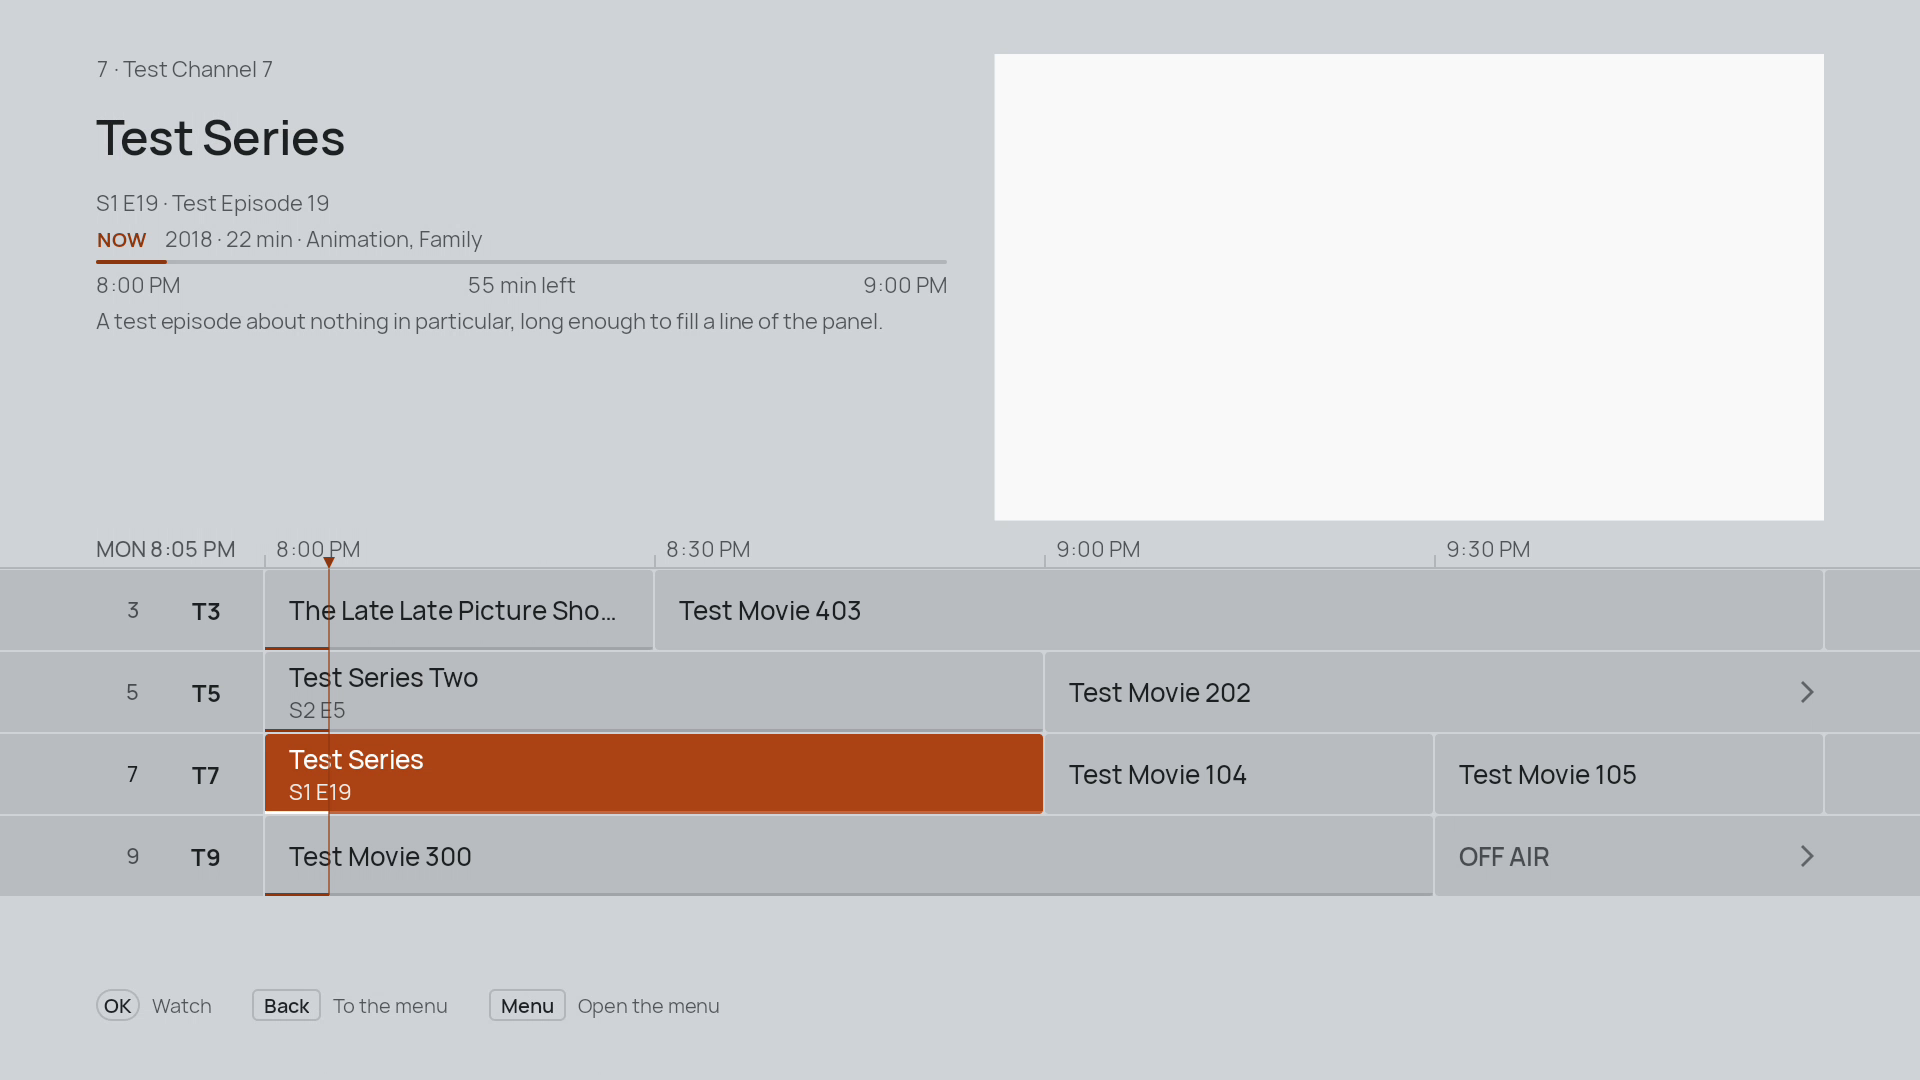 7 · Test Channel 7
Test Series
S1 E19 · Test Episode 19
NOW 2018 · 22 min · Animation, Family
8:00 PM 55 min left 9:00 PM
A test episode about nothing in particular, long enough to fill a line of the panel.
MON 8:05 PM 8:00 PM 8:30 PM 9:00 PM 9:30 PM
3 T3 The Late Late Picture Sho... Test Movie 403
5 T5 Test Series Two Test Movie 202
S2 E5
7 T7 Test Series Test Movie 104 Test Movie 105
S1 E19
9 T9 Test Movie 300 OFF AIR
OK Watch Back To the menu Menu Open the menu